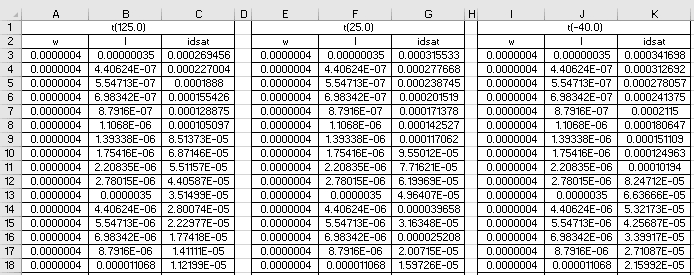 A B C D E F G H I J K
1 t(125.0) t(25.0) t(-40.0)
2 w l idsat w l idsat w l idsat
3 0.0000004 0.00000035 0.000269456 0.0000004 0.00000035 0.000315533 0.0000004 0.00000035 0.000341698
4 0.0000004 4.40624E-07 0.000227004 0.0000004 4.40624E-07 0.000277668 0.0000004 4.40624E-07 0.000312692
5 0.0000004 5.54713E-07 0.0001888 0.0000004 5.54713E-07 0.000238745 0.0000004 5.54713E-07 0.000278057
6 0.0000004 6.98342E-07 0.000155426 0.0000004 6.98342E-07 0.000201519 0.0000004 6.98342E-07 0.000241375
7 0.0000004 8.7916E-07 0.000128875 0.0000004 8.7916E-07 0.000171378 0.0000004 8.7916E-07 0.0002115
8 0.0000004 1.1068E-06 0.000105097 0.0000004 1.1068E-06 0.000142527 0.0000004 1.1068E-06 0.000180647
9 0.0000004 1.39338E-06 8.51373E-05 0.0000004 1.39338E-06 0.000117062 0.0000004 1.39338E-06 0.000151109
10 0.0000004 1.75416E-06 6.87146E-05 0.0000004 1.75416E-06 9.55012E-05 0.0000004 1.75416E-06 0.000124963
11 0.0000004 2.20835E-06 5.5157E-05 0.0000004 2.20835E-06 7.71621E-05 0.0000004 2.20835E-06 0.00010194
12 0.0000004 2.78015E-06 4.40587E-05 0.0000004 2.78015E-06 6.19969E-05 0.0000004 2.78015E-06 8.24712E-05
13 0.0000004 0.0000035 3.51499E-05 0.0000004 0.0000035 4.96407E-05 0.0000004 0.0000035 6.63666E-05
14 0.0000004 4.40624E-06 2.80074E-05 0.0000004 4.40624E-06 0.000039658 0.0000004 4.40624E-06 5.32173E-05
15 0.0000004 5.54713E-06 2.22977E-05 0.0000004 5.54713E-06 3.16348E-05 0.0000004 5.54713E-06 4.25687E-05
16 0.0000004 6.98342E-06 1.77418E-05 0.0000004 6.98342E-06 0.000025208 0.0000004 6.98342E-06 3.39917E-05
17 0.0000004 8.7916E-06 1.41111E-05 0.0000004 8.7916E-06 2.00715E-05 0.0000004 8.7916E-06 2.71087E-05
18 0.0000004 0.000011068 1.12199E-05 0.0000004 0.000011068 1.59726E-05 0.0000004 0.000011068 2.15992E-05